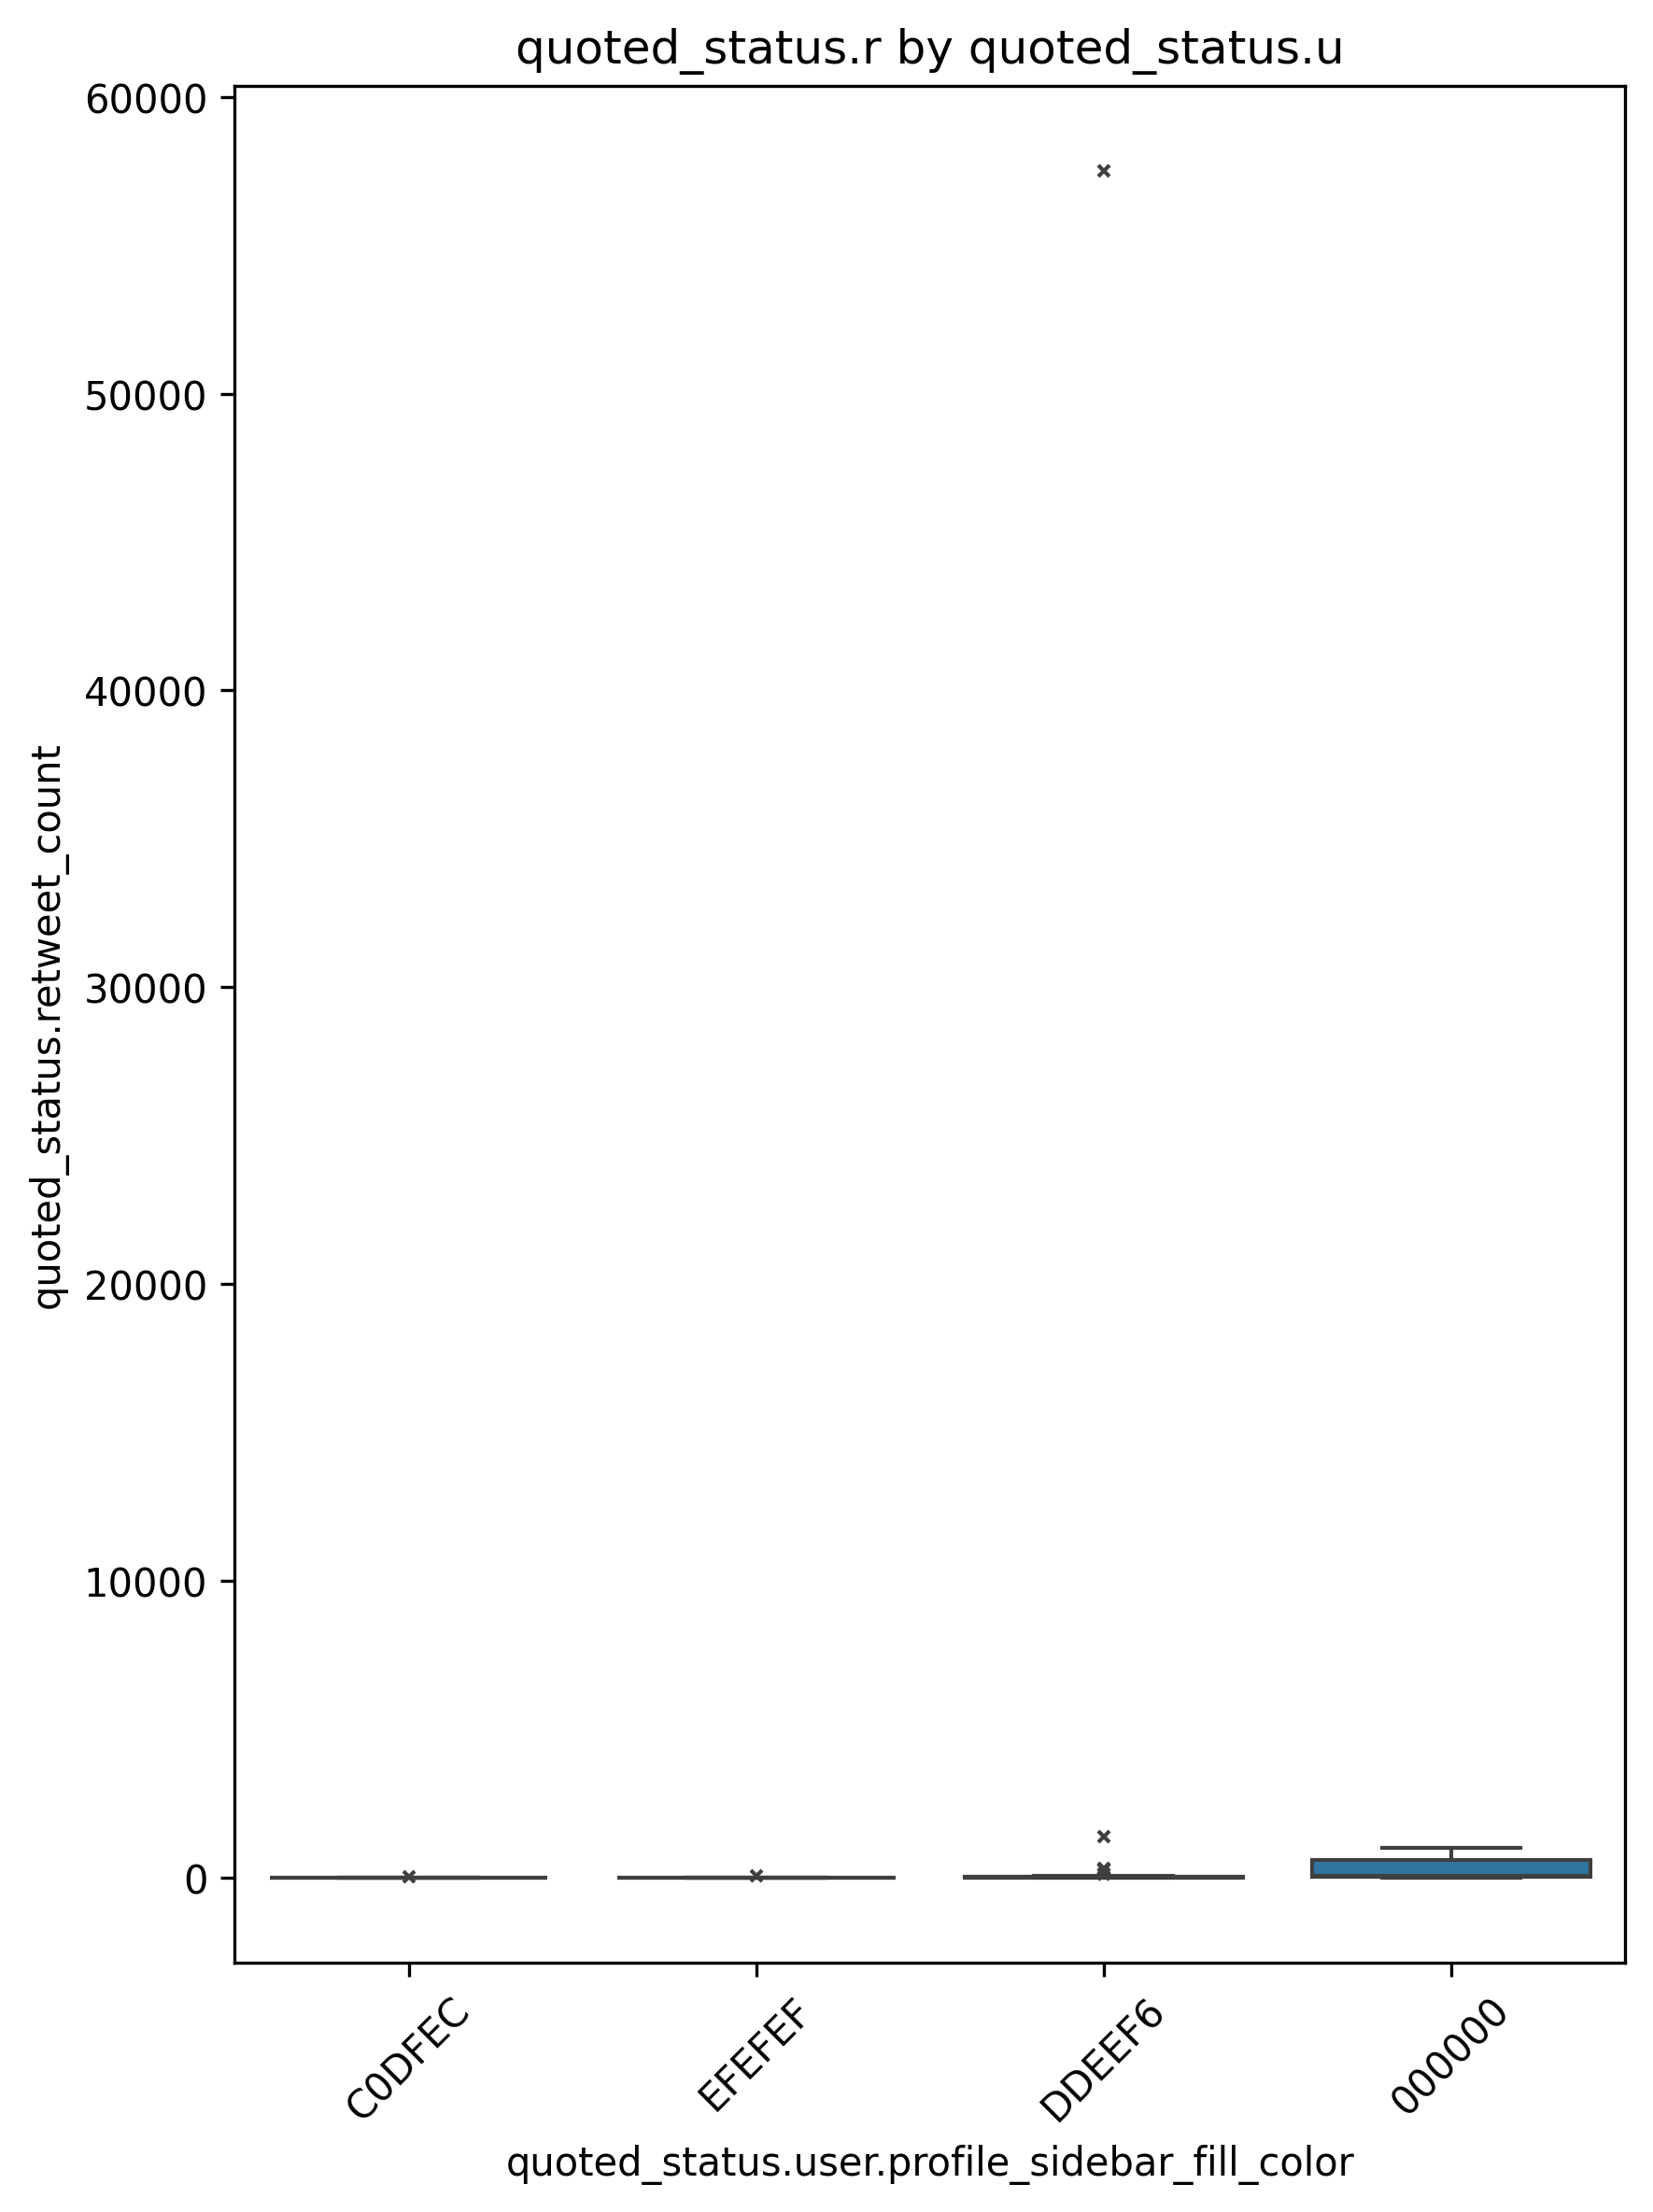 quoted_status.r by quoted_status.u
60000
50000
40000
30000
20000
10000
0
quoted_status.retweet_count
C0DFEC
EFEFEF
DDEEF6
000000
quoted_status.user.profile_sidebar_fill_color